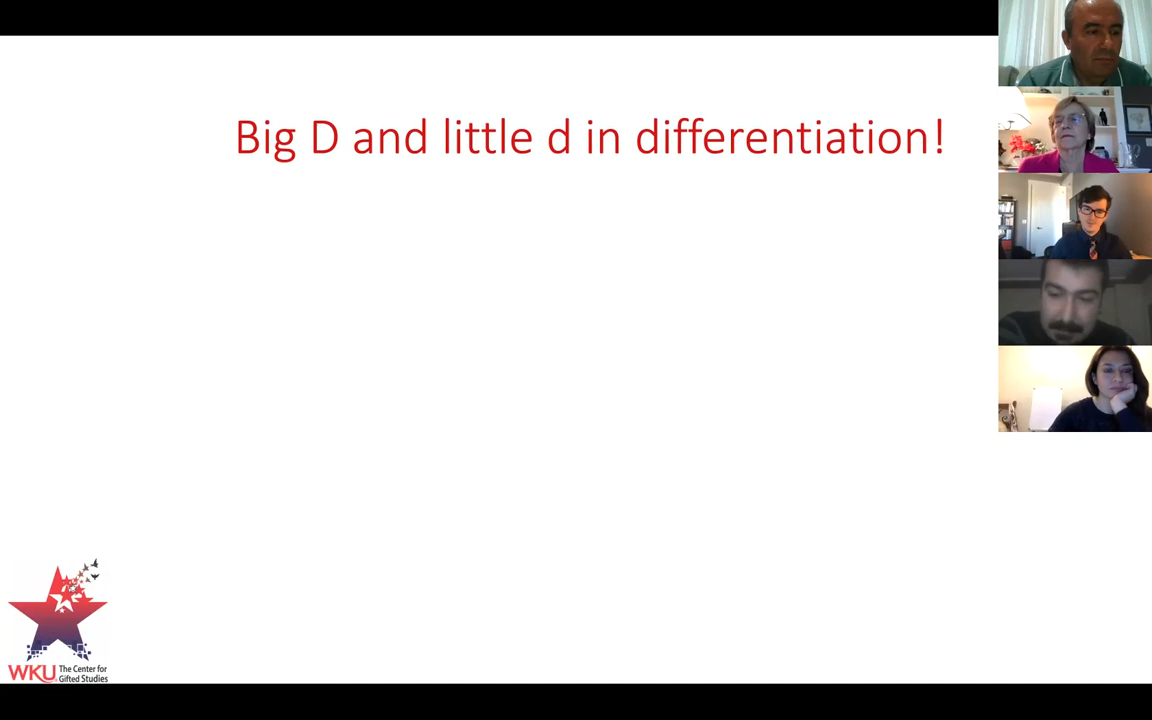 Big D and little d in differentiation!
WKU. The Center for
Gifted Studies